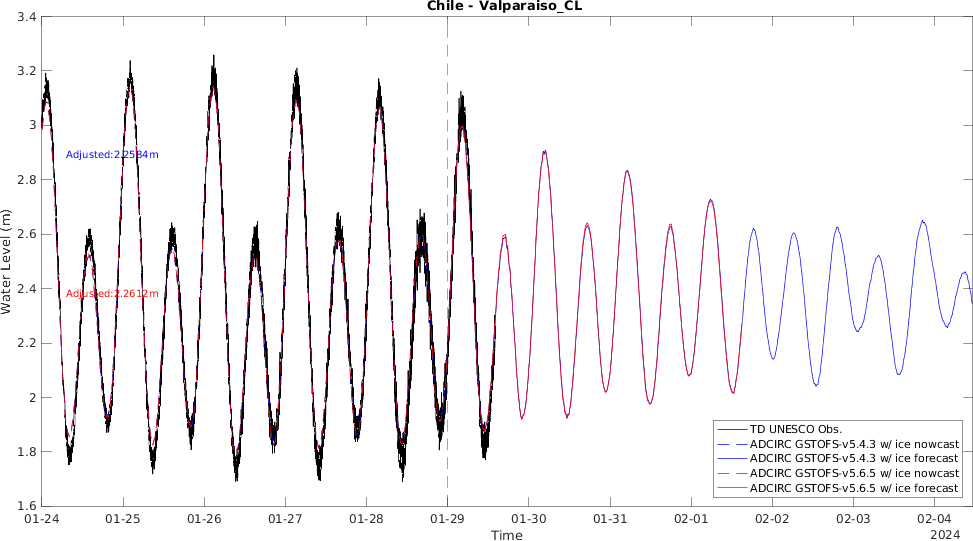 Chile - Valparaiso_CL
Water Level (m)
3.4
3.2
3
2.8
2.6
2.4
2.2
2
1.8
1.6
Adjusted:2.2584m
Adjusted:2.2612m
TD UNESCO Obs.
ADCIRC GSTOFS-v5.4.3 w/ ice nowcast
ADCIRC GSTOFS-v5.4.3 w/ ice forecast
ADCIRC GSTOFS-v5.6.5 w/ ice nowcast
ADCIRC GSTOFS-v5.6.5 w/ ice forecast
01-24 01-25 01-26 01-27 01-28 01-29 01-30 01-31 02-01 02-02 02-03 02-04
2024
Time